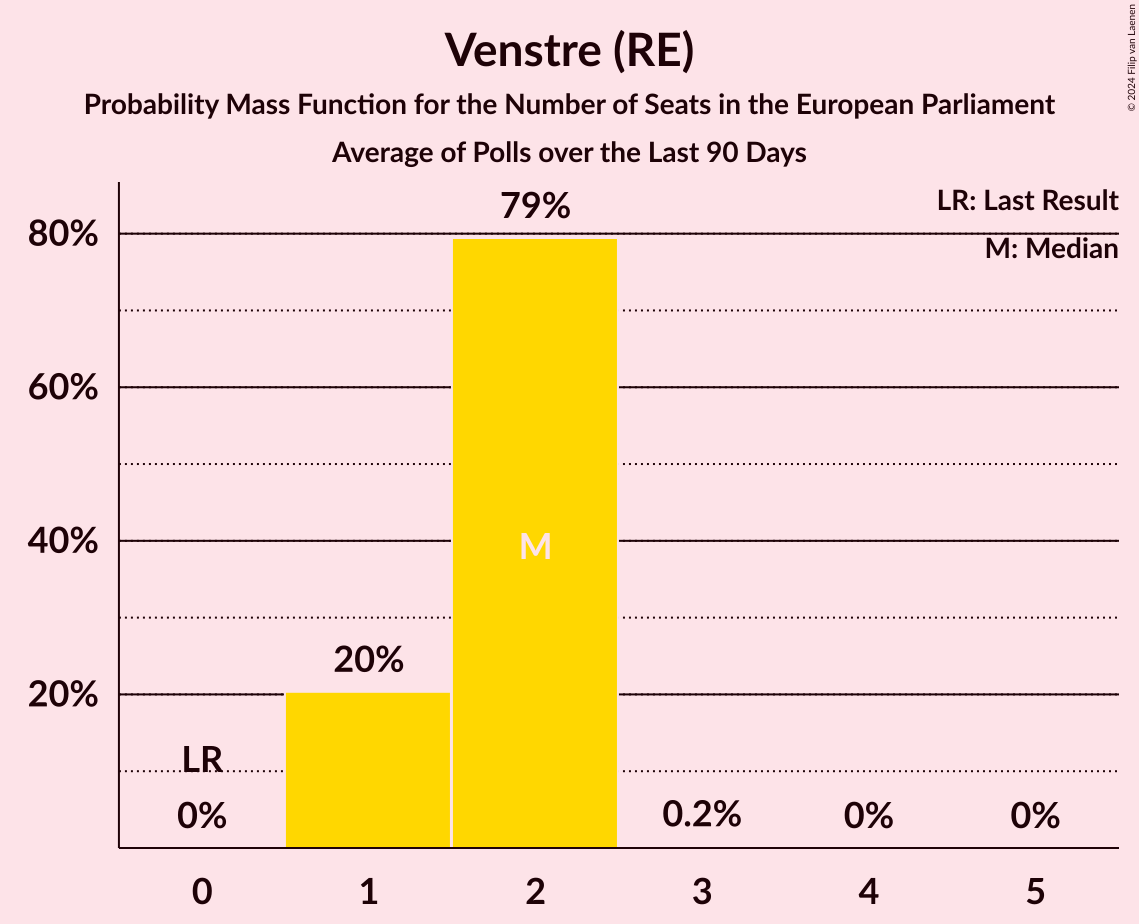 Venstre (RE)
Probability Mass Function for the Number of Seats in the European Parliament
Average of Polls over the Last 90 Days
© 2024 Filip van Laenen
LR: Last Result
M: Median
79%
80%
60%
40%
20%
M
20%
LR
0%
0.2%
0%
0%
0 1 2 3 4 5